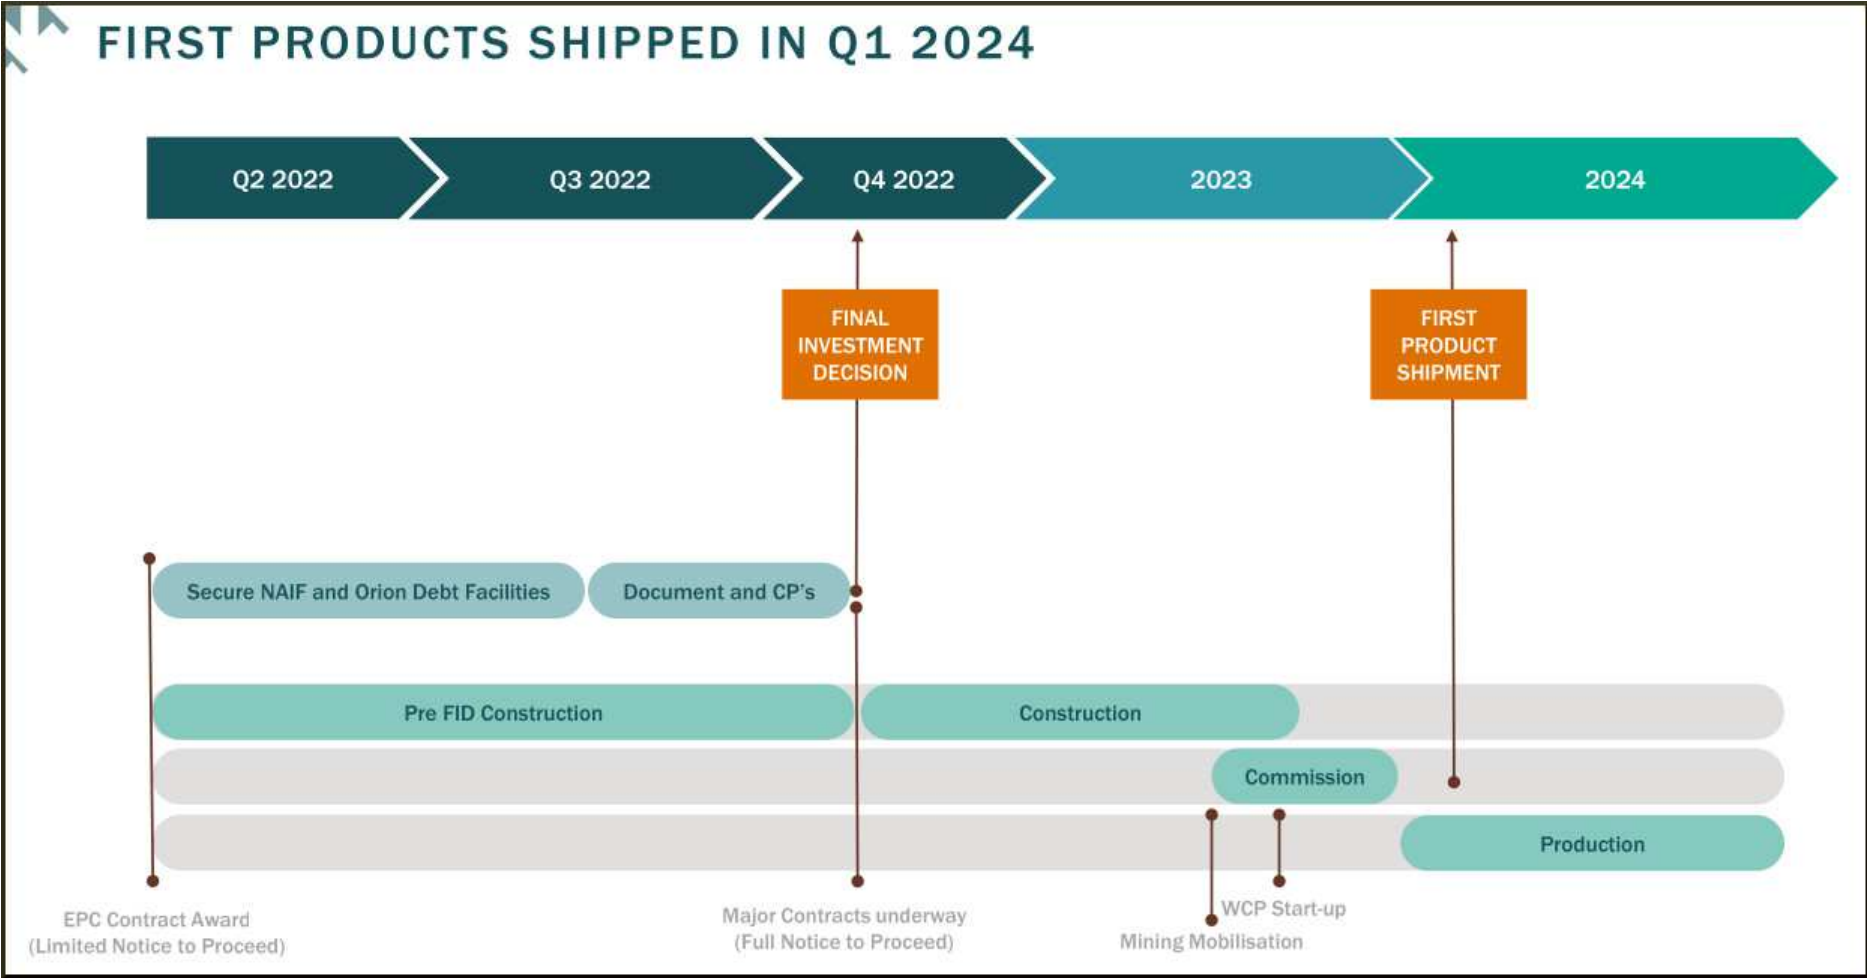 FIRST PRODUCTS SHIPPED IN Q1 2024
Q2 2022
Q3 2022
Q4 2022
2023
2024
FINAL
INVESTMENT
DECISION
FIRST
PRODUCT
SHIPMENT
Secure NAIF and Orion Debt Facilities
Document and CP's
Pre FID Construction
Construction
Commission
Production
EPC Contract Award
(Limited Notice to Proceed)
Major Contracts underway
(Full Notice to Proceed)
WCP Start-up
Mining Mobilisation